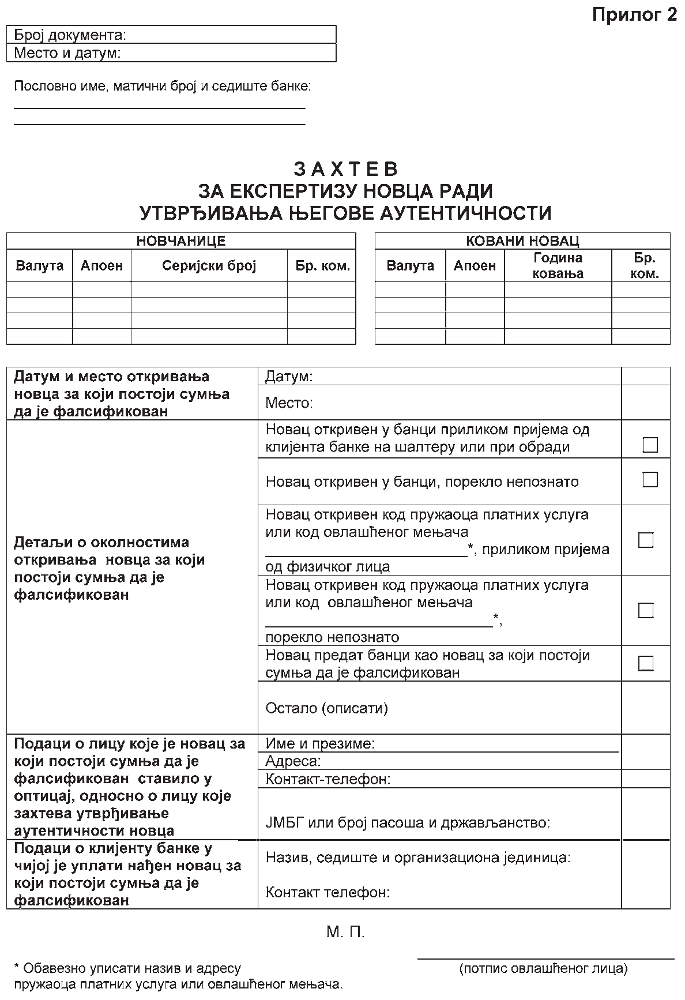 Прилог 2
Број документа:
Место и датум:
Пословно име, матични број и седиште банке:
З А Х Т Е В
ЗА ЕКСПЕРТИЗУ НОВЦА РАДИ
УТВРЂИВАЊА ЊЕГОВЕ АУТЕНТИЧНОСТИ
НОВЧАНИЦЕ
Валута Апоен Серијски број Бр. ком.
КОВАНИ НОВАЦ
Валута Апоен Година ковања Бр. ком.
Датум и место откривања
новца за који постоји сумња
да је фалсификован
Датум:
Место:
Детаљи о околностима
откривања новца за који
постоји сумња да је
фалсификован
Новац откривен у банци приликом пријема од
клијента банке на шалтеру или при обради
Новац откривен у банци, порекло непознато
Новац откривен код пружаоца платних услуга
или код овлашћеног мењача
__________________________*, приликом пријема
од физичког лица
Новац откривен код пружаоца платних услуга
или код овлашћеног мењача
_____________________________*,
порекло непознато
Новац предат банци као новац за који постоји
сумња да је фалсификован
Остало (описати)
Подаци о лицу које је новац за
који постоји сумња да је
фалсификован ставило у
оптицај, односно о лицу које
захтева утврђивање
аутентичности новца
Име и презиме:
Адреса:
Контакт-телефон:
ЈМБГ или број пасоша и држављанство:
Подаци о клијенту банке у
чијој је уплати нађен новац за
који постоји сумња да је
фалсификован
Назив, седиште и организациона јединица:
Контакт телефон:
М. П.
* Обавезно уписати назив и адресу
пружаоца платних услуга или овлашћеног мењача.
(потпис овлашћеног лица)